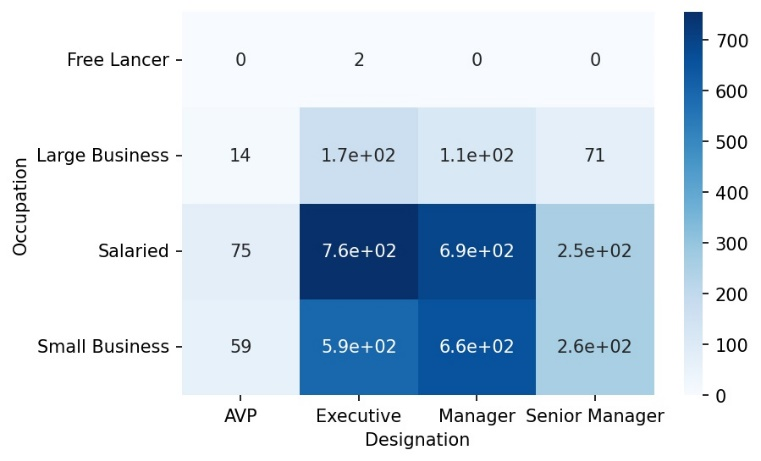 Free Lancer 0 2 0 0
Large Business 14 1.7e+02 1.1e+02 71
Salaried 75 7.6e+02 6.9e+02 2.5e+02
Small Business 59 5.9e+02 6.6e+02 2.6e+02
AVP Executive Manager Senior Manager
Designation
Occupation
700
600
500
400
300
200
100
0